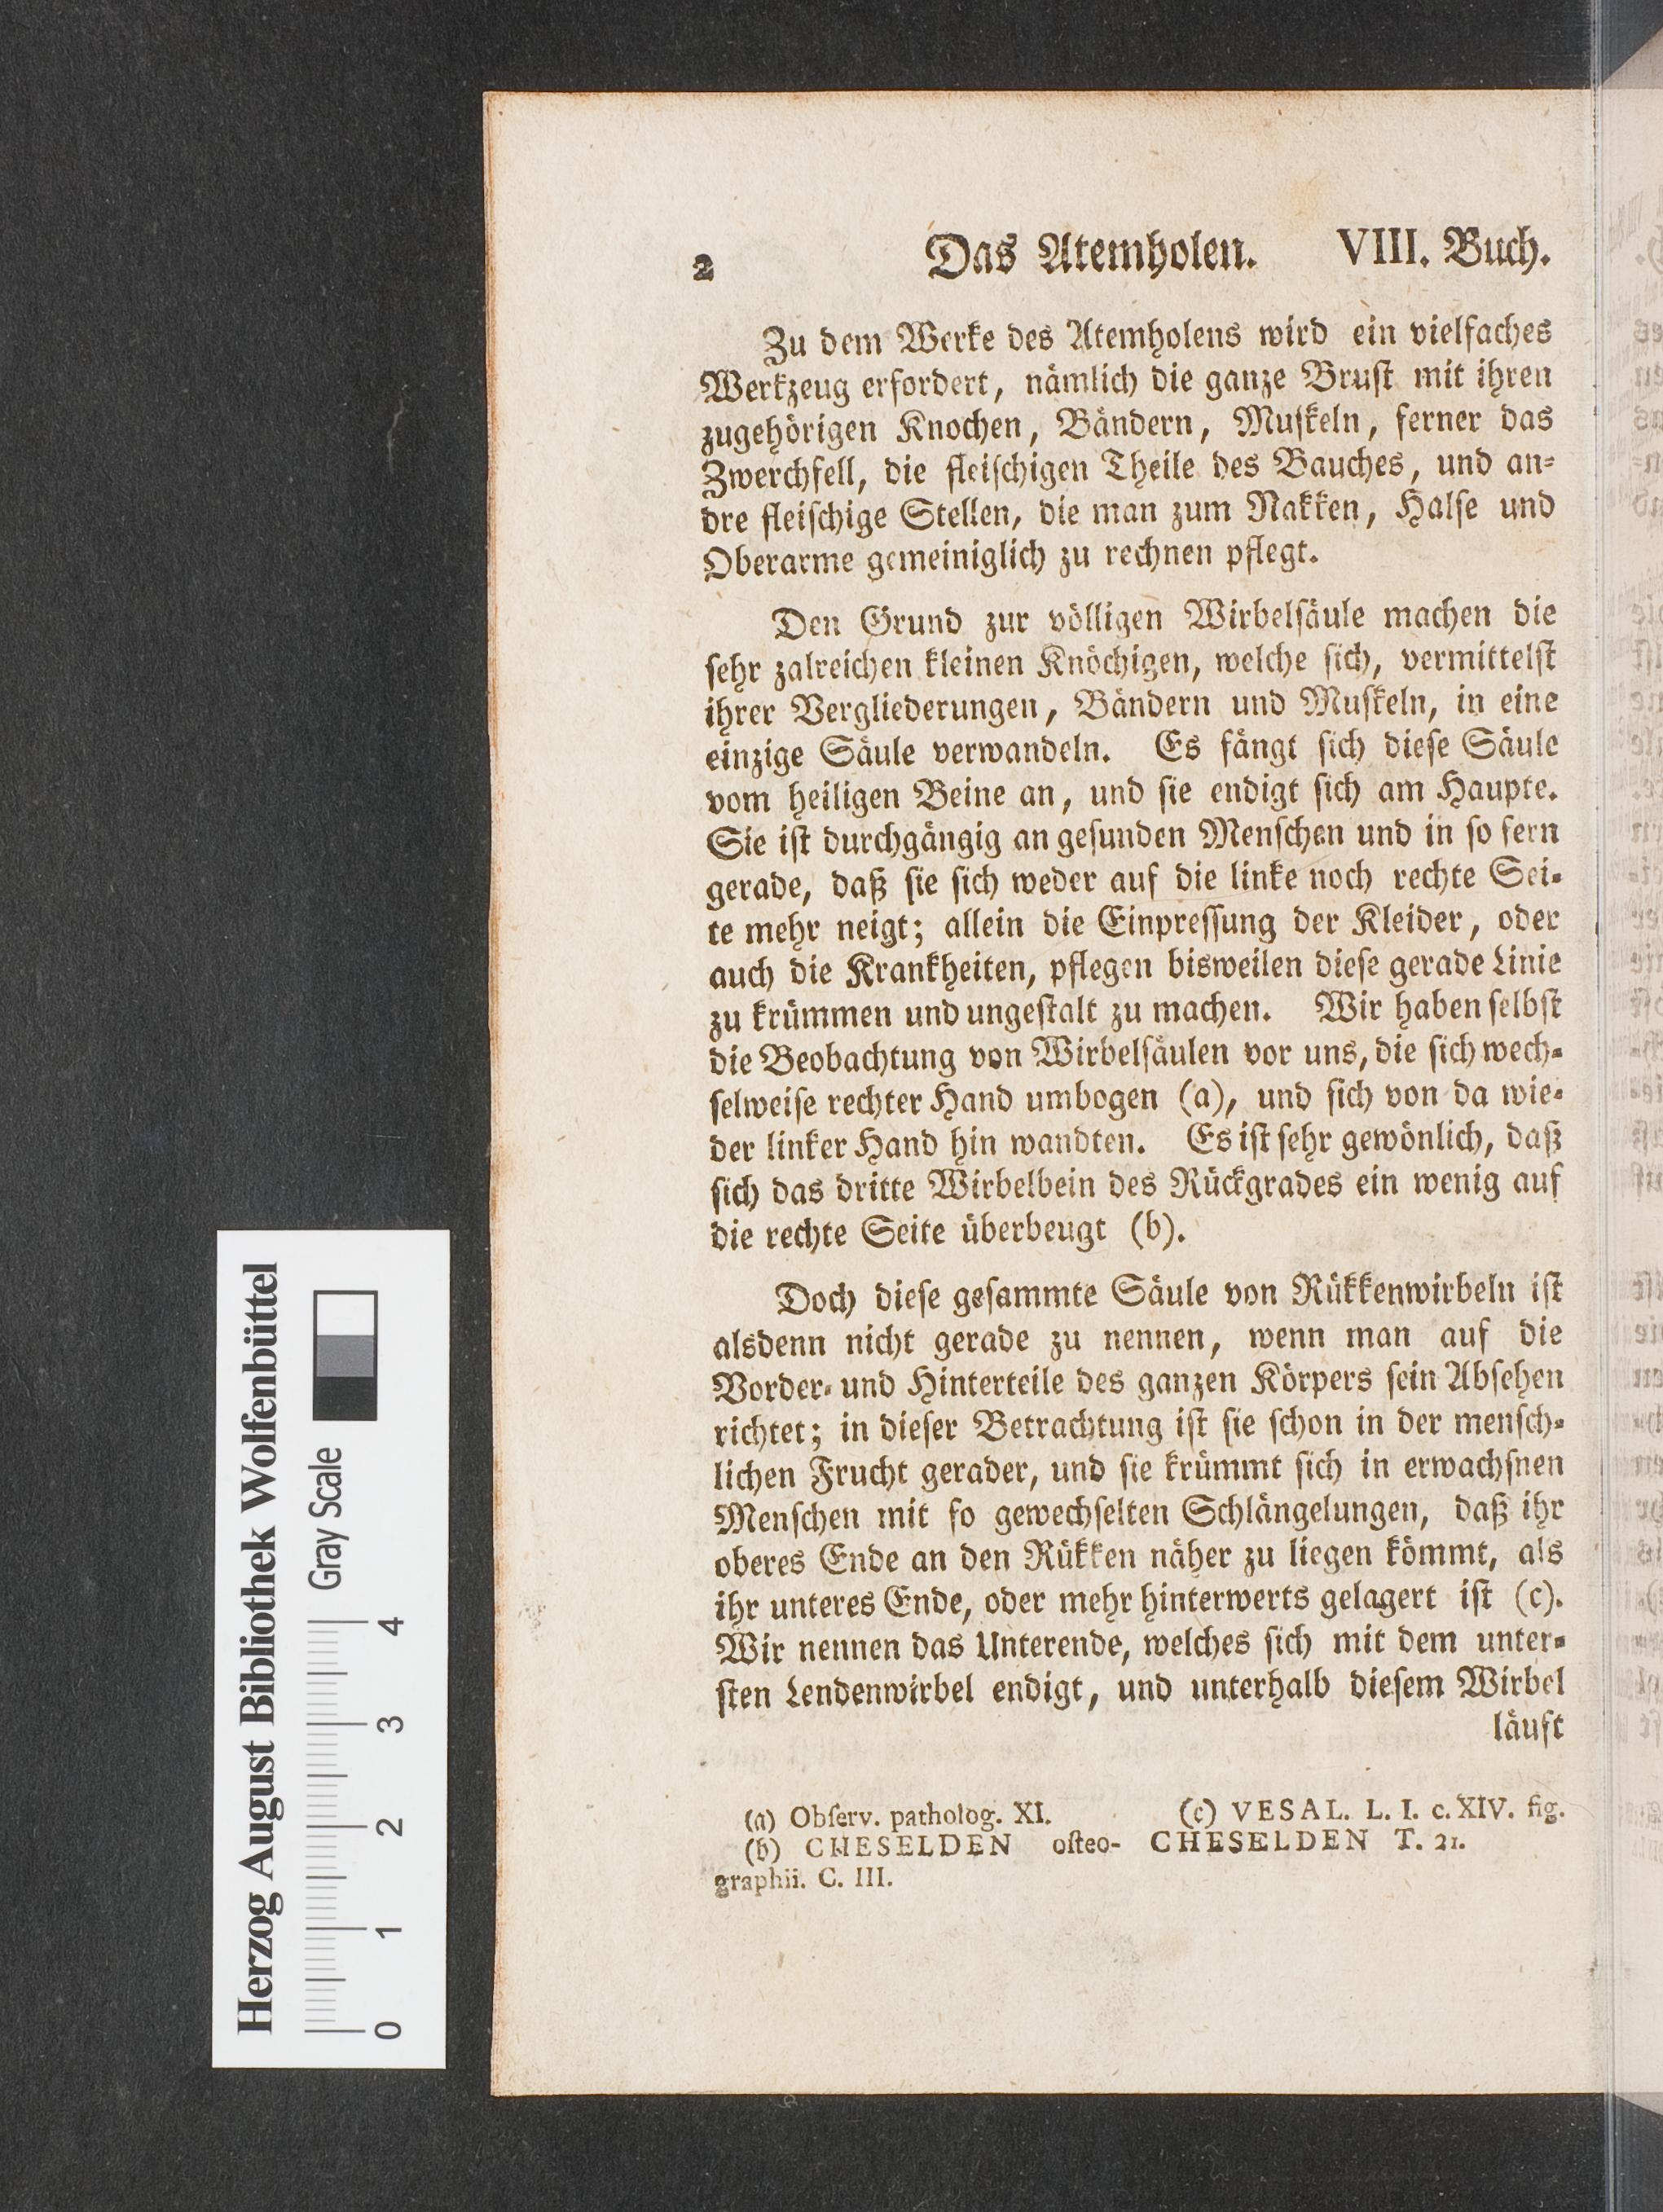 2 Das Atemholen. VIII. Buch.
Zu dem Werke des Atemholens wird ein vielfaches
Werkzeug erfordert, nämlich die ganze Bruſt mit ihren
zugehörigen Knochen, Bändern, Muſkeln, ferner das
Zwerchfell, die fleiſchigen Theile des Bauches, und an-
dre fleiſchige Stellen, die man zum Nakken, Halſe und
Oberarme gemeiniglich zu rechnen pflegt.
Den Grund zur völligen Wirbelſäule machen die
ſehr zalreichen kleinen Knöchigen, welche ſich, vermittelſt
ihrer Vergliederungen, Bändern und Muſkeln, in eine
einzige Säule verwandeln. Es fängt ſich dieſe Säule
vom heiligen Beine an, und ſie endigt ſich am Haupte.
Sie iſt durchgängig an geſunden Menſchen und in ſo fern
gerade, daß ſie ſich weder auf die linke noch rechte Sei-
te mehr neigt; allein die Einpreſſung der Kleider, oder
auch die Krankheiten, pflegen bisweilen dieſe gerade Linie
zu krümmen und ungeſtalt zu machen. Wir haben ſelbſt
die Beobachtung von Wirbelſäulen vor uns, die ſich wech-
ſelweiſe rechter Hand umbogen (a), und ſich von da wie-
der linker Hand hin wandten. Es iſt ſehr gewönlich, daß
ſich das dritte Wirbelbein des Rückgrades ein wenig auf
die rechte Seite überbeugt (b).
Doch dieſe geſammte Säule von Rükkenwirbeln iſt
alsdenn nicht gerade zu nennen, wenn man auf die
Vorder- und Hinterteile des ganzen Körpers ſein Abſehen
richtet; in dieſer Betrachtung iſt ſie ſchon in der menſch-
lichen Frucht gerader, und ſie krümmt ſich in erwachſnen
Menſchen mit ſo gewechſelten Schlängelungen, daß ihr
oberes Ende an den Rükken näher zu liegen kömmt, als
ihr unteres Ende, oder mehr hinterwerts gelagert iſt (c).
Wir nennen das Unterende, welches ſich mit dem unter-
ſten Lendenwirbel endigt, und unterhalb dieſem Wirbel
läuft
(a) Obſerv. patholog. XI.
(b) CHESELDEN oſteo-
graphii. C. III.
(c) VESAL. L. I. c. XIV. fig.
CHESELDEN T. 21.
Herzog August Bibliothek Wolfenbüttel
Gray Scale
0 1 2 3 4